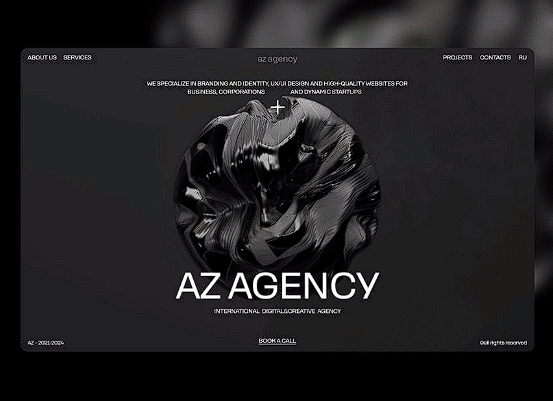 ABOUT US SERVICES az agency PROJECTS CONTACTS RU
WE SPECIALIZE IN BRANDING AND IDENTITY, UX/UI DESIGN AND HIGH-QUALITY WEBSITES FOR
BUSINESS, CORPORATIONS AND DYNAMIC STARTUPS
AZ AGENCY
INTERNATIONAL DIGITAL&CREATIVE AGENCY
BOOK A CALL
AZ - 2021-2024 ©all rights reserved